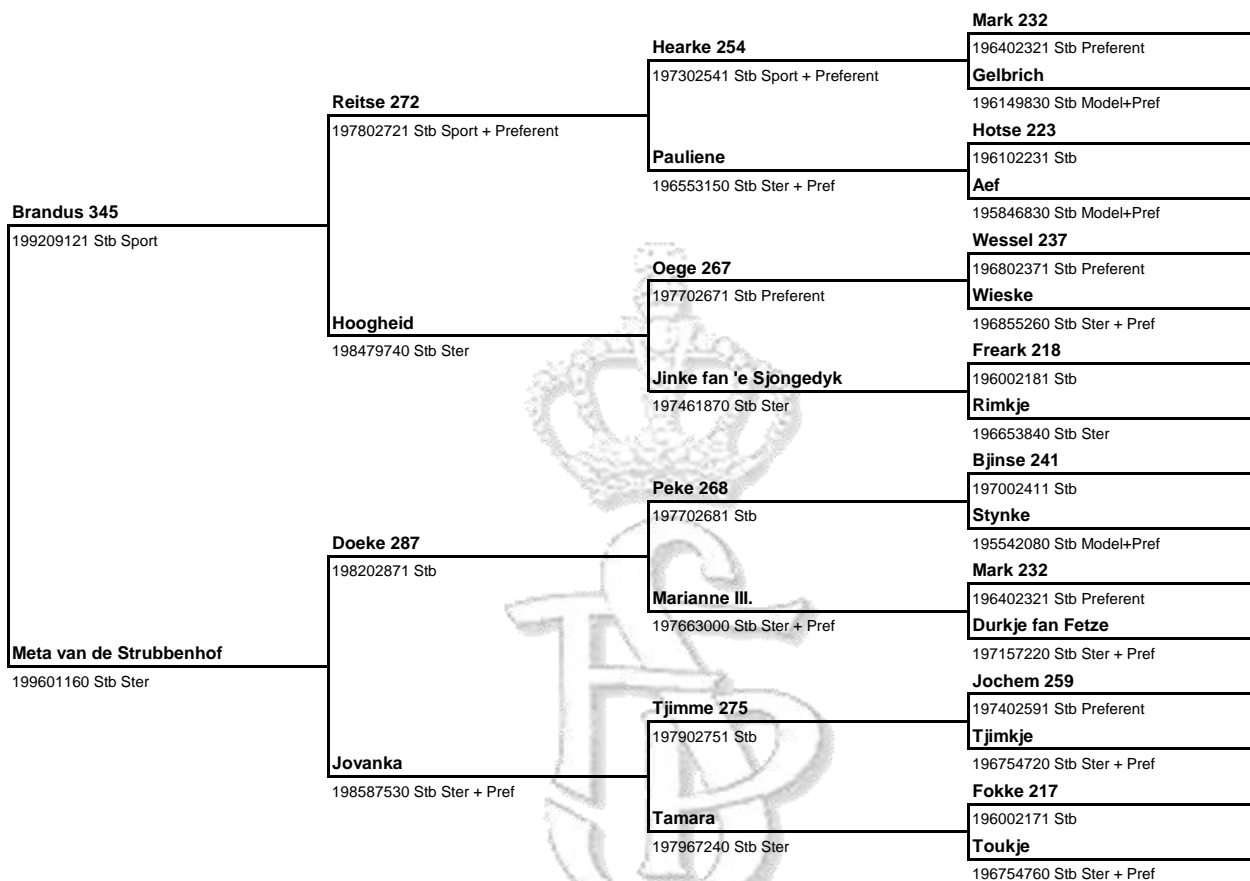 Mark 232
Hearke 254
196402321 Stb Preferent
197302541 Stb Sport + Preferent
Gelbrich
Reitse 272
196149830 Stb Model+Pref
197802721 Stb Sport + Preferent
Hotse 223
Pauliene
196102231 Stb
196553150 Stb Ster + Pref
Aef
Brandus 345
195846830 Stb Model+Pref
199209121 Stb Sport
Wessel 237
Oege 267
196802371 Stb Preferent
197702671 Stb Preferent
Wieske
Hoogheid
196855260 Stb Ster + Pref
198479740 Stb Ster
Freark 218
Jinke fan 'e Sjongedyk
196002181 Stb
197461870 Stb Ster
Rimkje
196653840 Stb Ster
Bjinse 241
Peke 268
197002411 Stb
197702681 Stb
Stynke
Doeke 287
195542080 Stb Model+Pref
198202871 Stb
Mark 232
Marianne III.
196402321 Stb Preferent
197663000 Stb Ster + Pref
Durkje fan Fetze
Meta van de Strubbenhof
197157220 Stb Ster + Pref
199601160 Stb Ster
Jochem 259
Tjimme 275
197402591 Stb Preferent
197902751 Stb
Tjimkje
Jovanka
196754720 Stb Ster + Pref
198587530 Stb Ster + Pref
Fokke 217
Tamara
196002171 Stb
197967240 Stb Ster
Toukje
196754760 Stb Ster + Pref